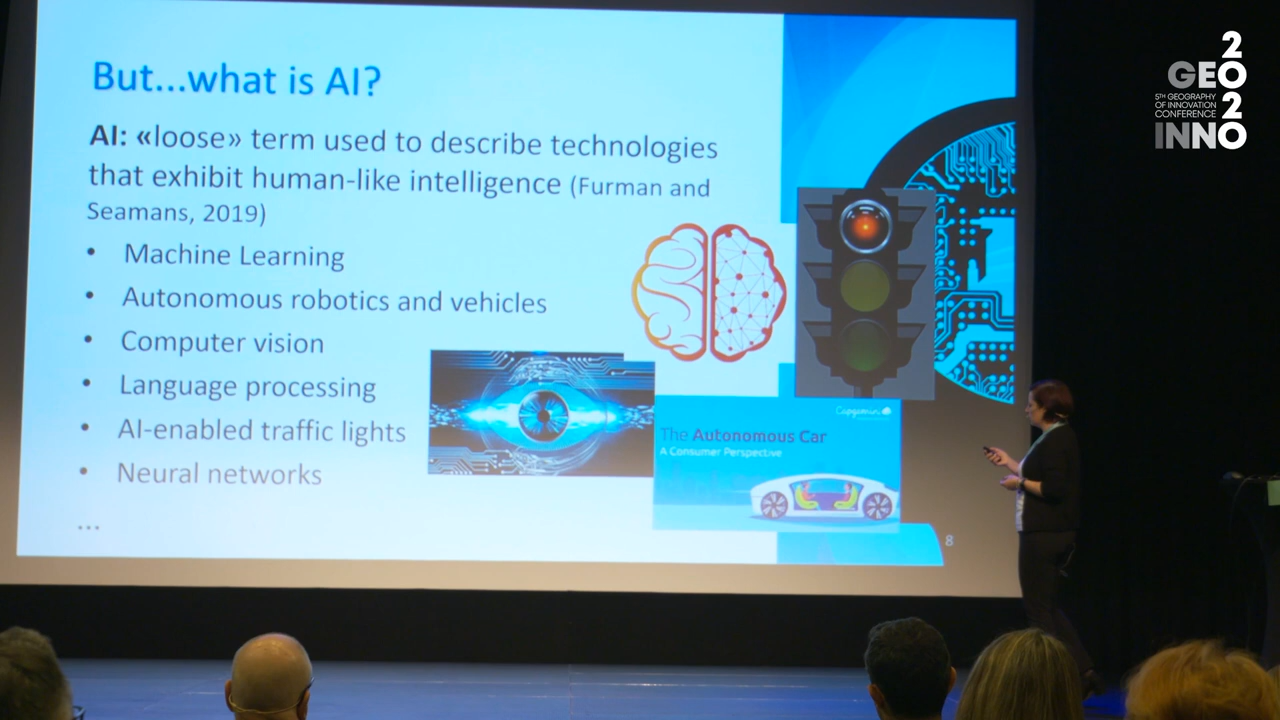 But...what is AI?
AI: «loose» term used to describe technologies
that exhibit human-like intelligence (Furman and
Seamans, 2019)
• Machine Learning
• Autonomous robotics and vehicles
• Computer vision
• Language processing
• AI-enabled traffic lights
• Neural networks
...
Capgemini
The Autonomous Car
A Consumer Perspective
8
2
GEO
5TH GEOGRAPHY
OF INNOVATION
CONFERENCE
2
INNO